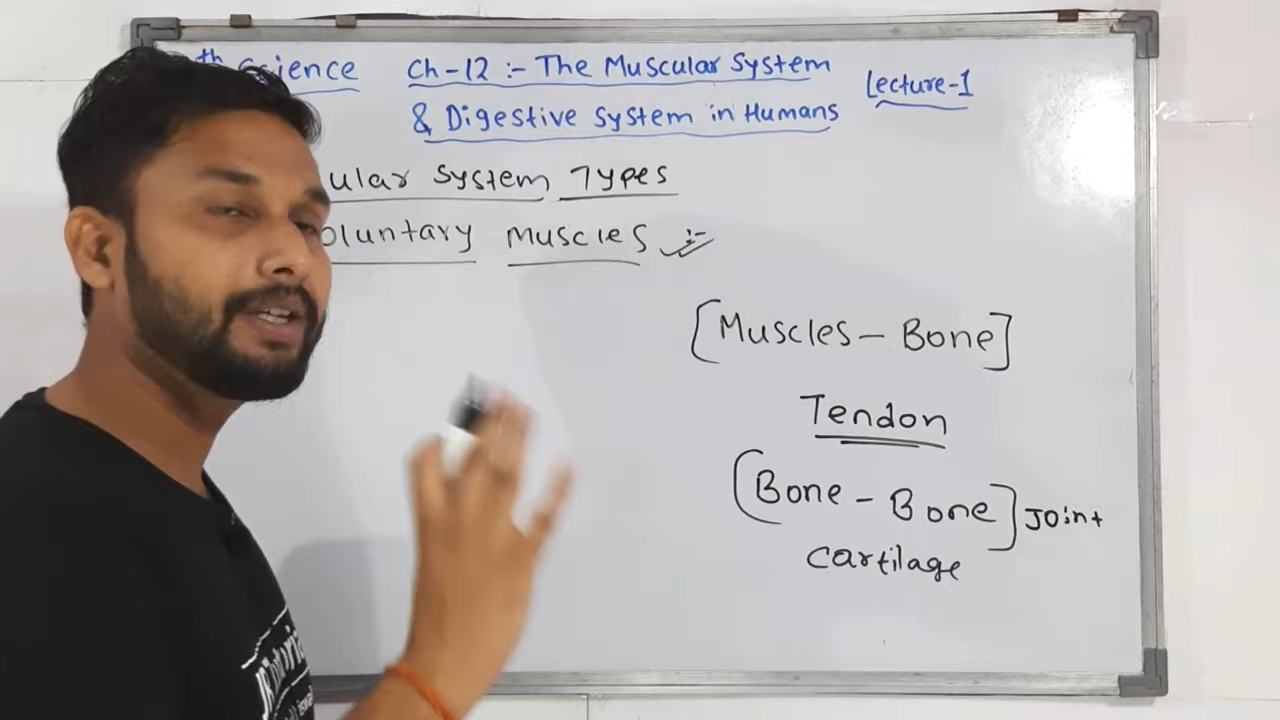 th Science Ch-12 :- The Muscular System Lecture-1
& Digestive System in Humans
ular System Types
oluntary Muscles :-
[Muscles - Bone]
Tendon
[Bone - Bone] Joint
Cartilage